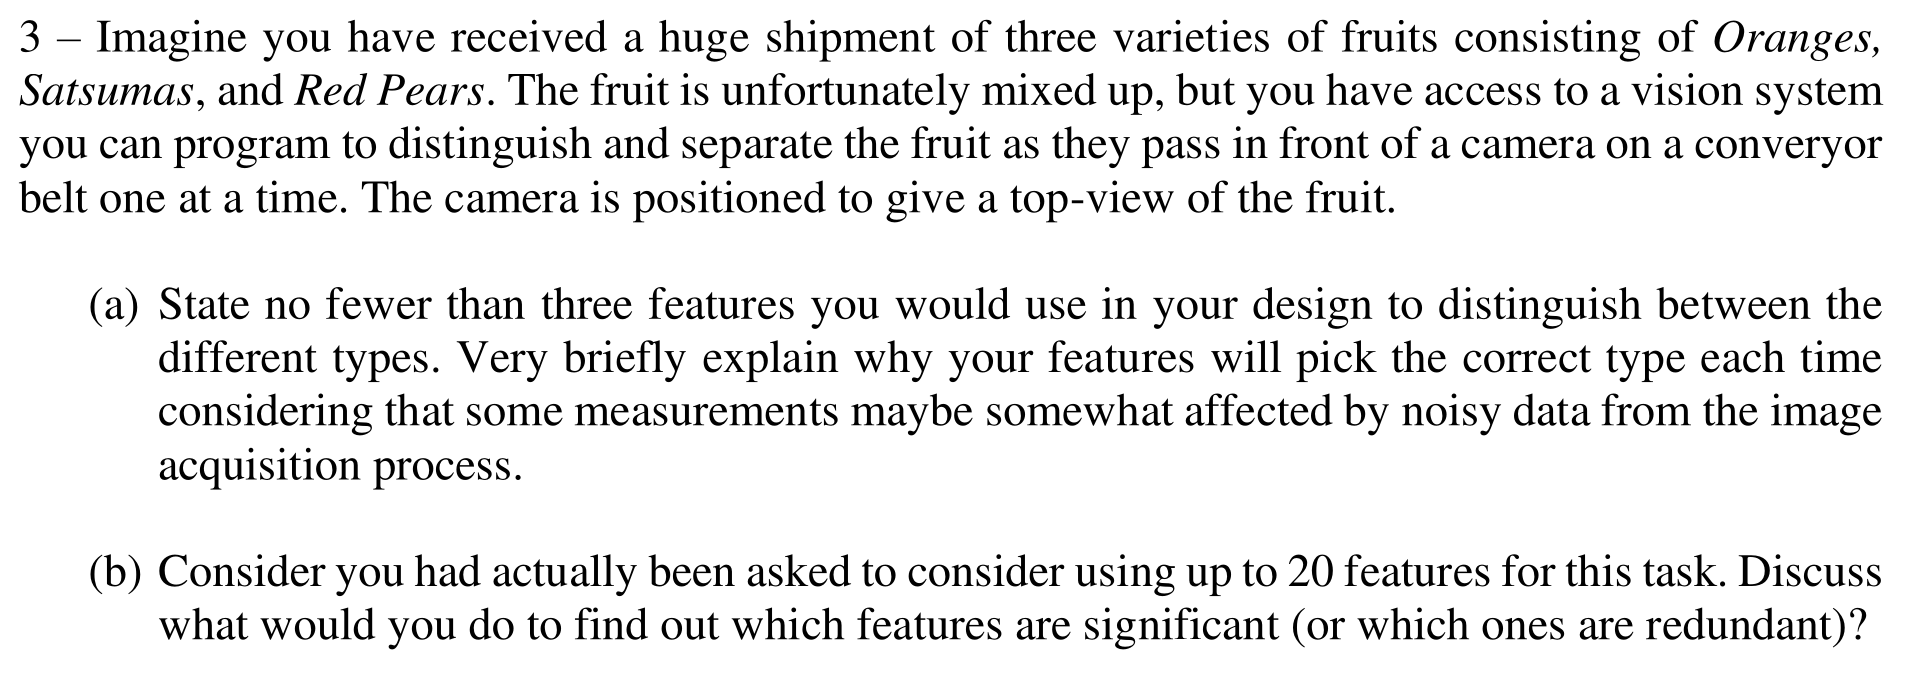 3 – Imagine you have received a huge shipment of three varieties of fruits consisting of Oranges,
Satsumas, and Red Pears. The fruit is unfortunately mixed up, but you have access to a vision system
you can program to distinguish and separate the fruit as they pass in front of a camera on a converyor
belt one at a time. The camera is positioned to give a top-view of the fruit.
(a) State no fewer than three features you would use in your design to distinguish between the
different types. Very briefly explain why your features will pick the correct type each time
considering that some measurements maybe somewhat affected by noisy data from the image
acquisition process.
(b) Consider you had actually been asked to consider using up to 20 features for this task. Discuss
what would you do to find out which features are significant (or which ones are redundant)?